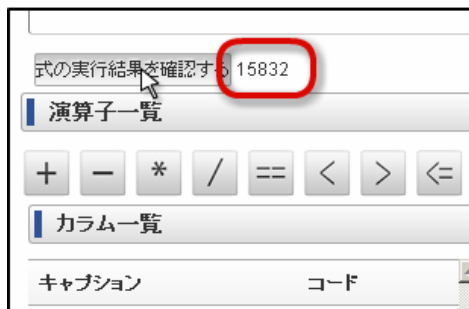 式の実行結果を確認する 15832
演算子一覧
+ - * / == < > <=
カラム一覧
キャプション コード